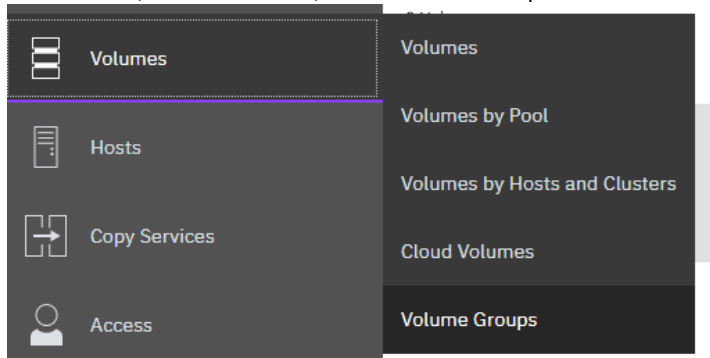 Volumes
Hosts
Copy Services
Access
Volumes
Volumes by Pool
Volumes by Hosts and Clusters
Cloud Volumes
Volume Groups